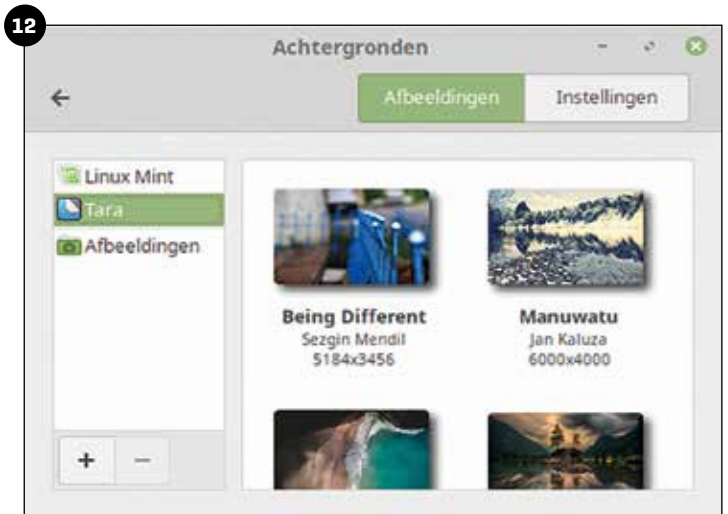 12
Achtergronden
Afbeeldingen Instellingen
Linux Mint
Tara
Afbeeldingen
Being Different
Sezgin Mendil
5184x3456
Manuwatu
Jan Kaluza
6000x4000